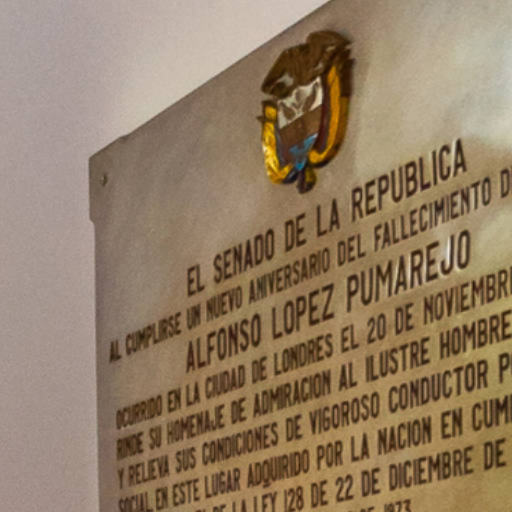 EL SENADO DE LA REPUBLICA
AL CUMPLIRSE UN NUEVO ANIVERSARIO DEL FALLECIMIENTO
ALFONSO LOPEZ PUMAREJO
OCURRIDO EN LA CIUDAD DE LONDRES EL 20 DE NOVIEMBR
RINDE SU HOMENAJE DE ADMIRACION AL ILUSTRE HOMBRE
Y RELIEVA SUS CONDICIONES DE VIGOROSO CONDUCTOR P
SOCIAL EN ESTE LUGAR ADQUIRIDO POR LA NACION EN CUM
DE LA LEY 128 DE 22 DE DICIEMBRE DE
DE 1973